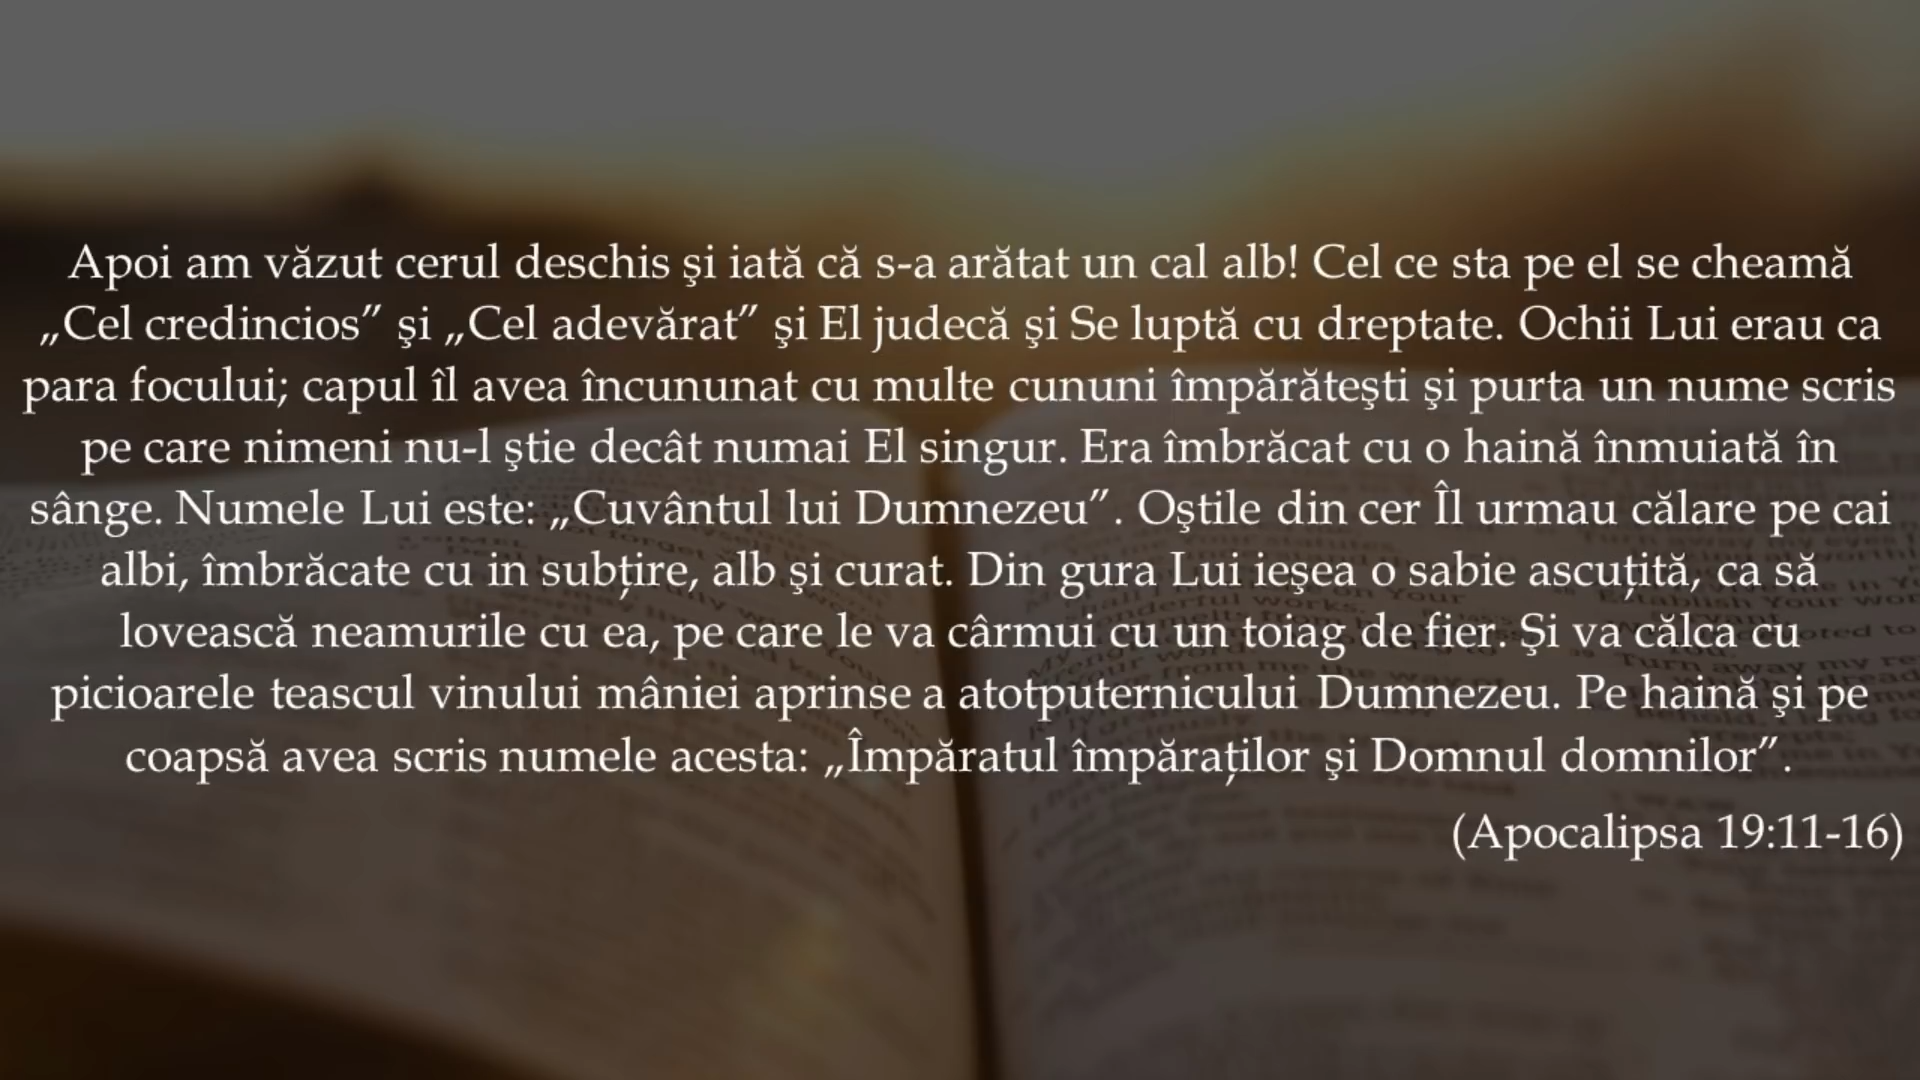 Apoi am văzut cerul deschis şi iată că s-a arătat un cal alb! Cel ce sta pe el se cheamă
„Cel credincios” şi „Cel adevărat” şi El judecă şi Se luptă cu dreptate. Ochii Lui erau ca
para focului; capul îl avea încununat cu multe cununi împărăteşti şi purta un nume scris
pe care nimeni nu-l ştie decât numai El singur. Era îmbrăcat cu o haină înmuiată în
sânge. Numele Lui este: „Cuvântul lui Dumnezeu”. Oştile din cer Îl urmau călare pe cai
albi, îmbrăcate cu in subţire, alb şi curat. Din gura Lui ieşea o sabie ascuţită, ca să
lovească neamurile cu ea, pe care le va cârmui cu un toiag de fier. Şi va călca cu
picioarele teascul vinului mâniei aprinse a atotputernicului Dumnezeu. Pe haină şi pe
coapsă avea scris numele acesta: „Împăratul împăraţilor şi Domnul domnilor”.
(Apocalipsa 19:11-16)